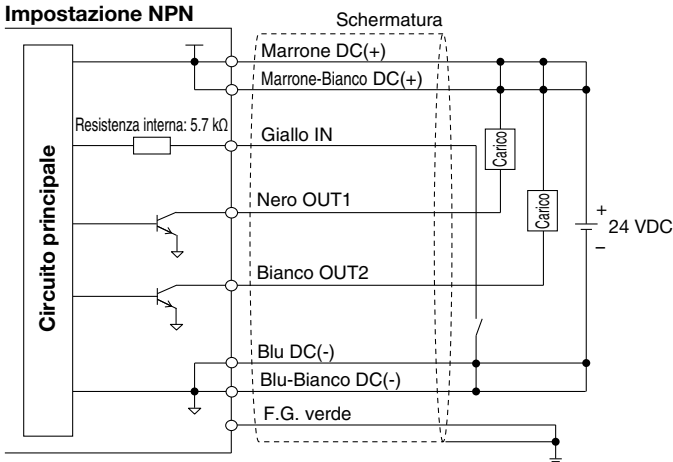 Impostazione NPN
Schermatura
Marrone DC(+)
Marrone-Bianco DC(+)
Resistenza interna: 5.7 kΩ
Giallo IN
Carico
Nero OUT1
Carico
+
24 VDC
−
Circuito principale
Bianco OUT2
Blu DC(-)
Blu-Bianco DC(-)
F.G. verde